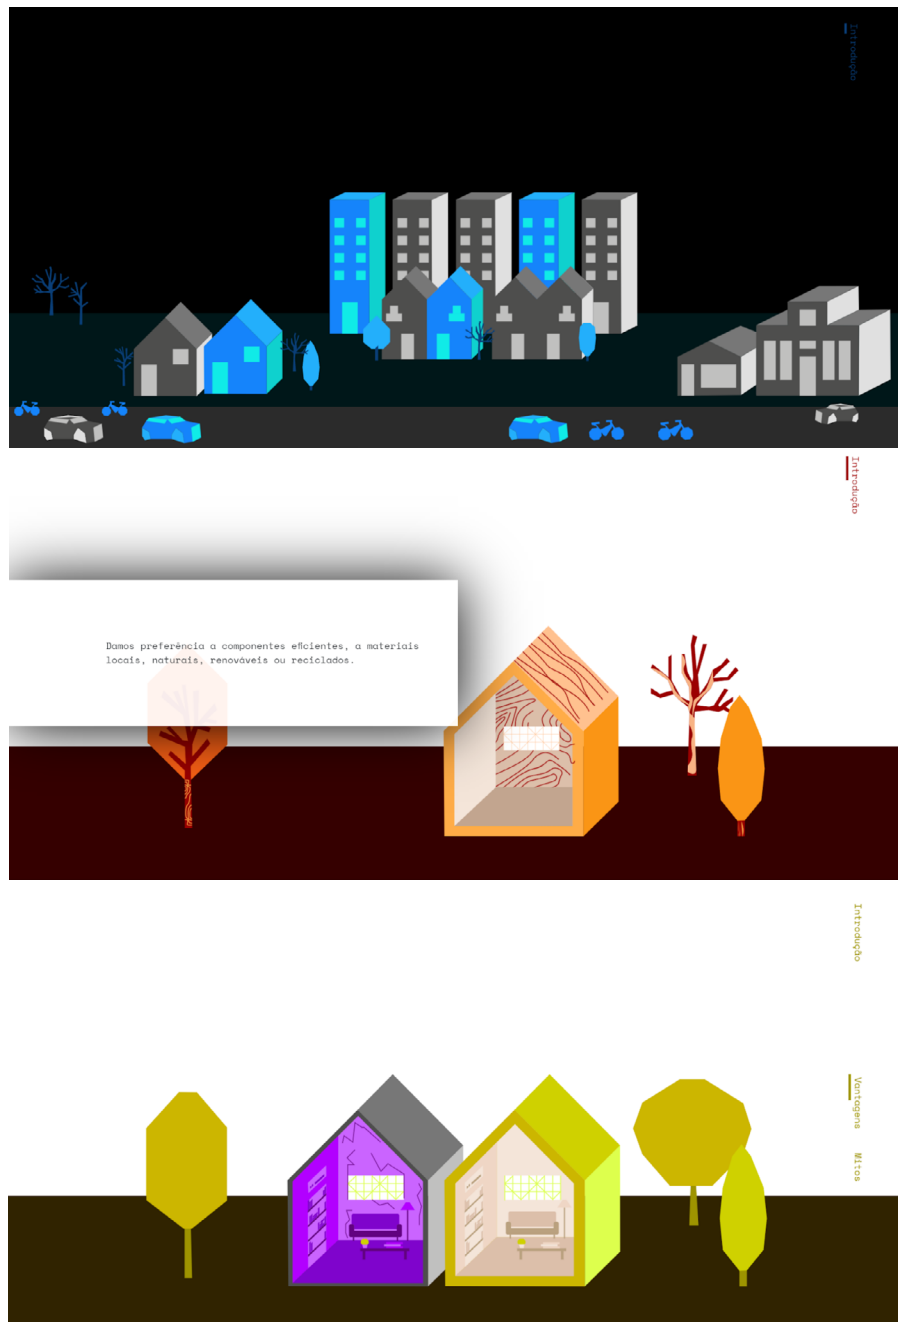 Introdução
Introdução
Damos preferência a componentes eficientes, a materiais
locais, naturais, renováveis ou reciclados.
Introdução
Vantagens
Mitos